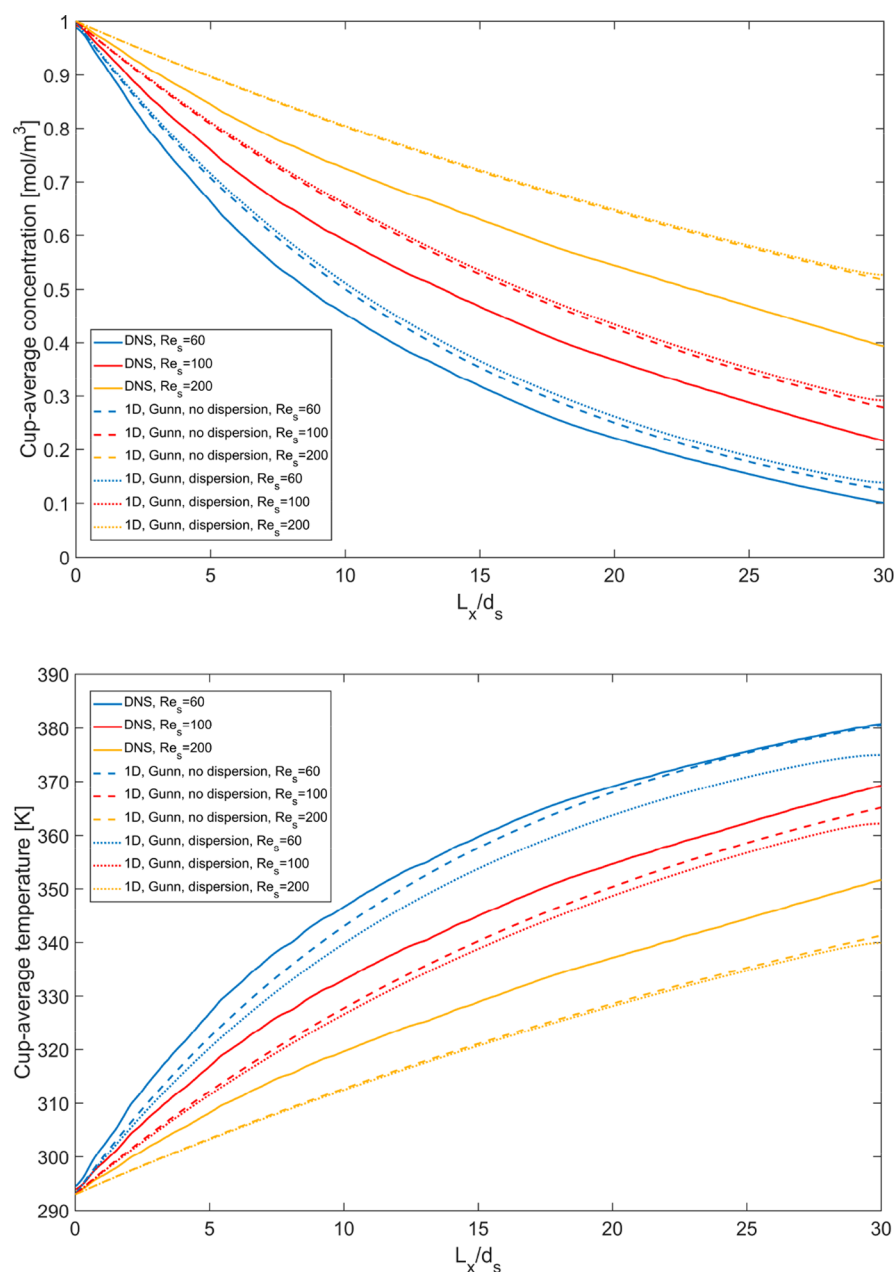 1
0.9
0.8
0.7
0.6
0.5
0.4
0.3
0.2
0.1
0
Cup-average concentration [mol/m³]
DNS, Reₛ=60
DNS, Reₛ=100
DNS, Reₛ=200
1D, Gunn, no dispersion, Reₛ=60
1D, Gunn, no dispersion, Reₛ=100
1D, Gunn, no dispersion, Reₛ=200
1D, Gunn, dispersion, Reₛ=60
1D, Gunn, dispersion, Reₛ=100
1D, Gunn, dispersion, Reₛ=200
0 5 10 15 20 25 30
Lₓ/dₛ
390
380
370
360
350
340
330
320
310
300
290
Cup-average temperature [K]
DNS, Reₛ=60
DNS, Reₛ=100
DNS, Reₛ=200
1D, Gunn, no dispersion, Reₛ=60
1D, Gunn, no dispersion, Reₛ=100
1D, Gunn, no dispersion, Reₛ=200
1D, Gunn, dispersion, Reₛ=60
1D, Gunn, dispersion, Reₛ=100
1D, Gunn, dispersion, Reₛ=200
0 5 10 15 20 25 30
Lₓ/dₛ